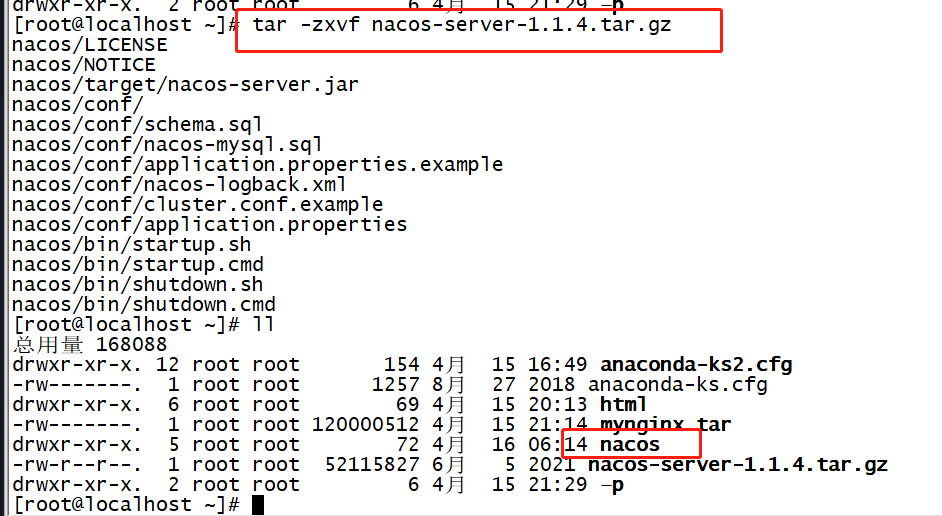 drwxr-xr-x. 2 root root 6 4月 15 21:29 -p
[root@localhost ~]# tar -zxvf nacos-server-1.1.4.tar.gz
nacos/LICENSE
nacos/NOTICE
nacos/target/nacos-server.jar
nacos/conf/
nacos/conf/schema.sql
nacos/conf/nacos-mysql.sql
nacos/conf/application.properties.example
nacos/conf/nacos-logback.xml
nacos/conf/cluster.conf.example
nacos/conf/application.properties
nacos/bin/startup.sh
nacos/bin/startup.cmd
nacos/bin/shutdown.sh
nacos/bin/shutdown.cmd
[root@localhost ~]# ll
总用量 168088
drwxr-xr-x. 12 root root 154 4月 15 16:49 anaconda-ks2.cfg
-rw-------. 1 root root 1257 8月 27 2018 anaconda-ks.cfg
drwxr-xr-x. 6 root root 69 4月 15 20:13 html
-rw-------. 1 root root 120000512 4月 15 21:14 mynginx.tar
drwxr-xr-x. 5 root root 72 4月 16 06:14 nacos
-rw-r--r--. 1 root root 52115827 6月 5 2021 nacos-server-1.1.4.tar.gz
drwxr-xr-x. 2 root root 6 4月 15 21:29 -p
[root@localhost ~]#